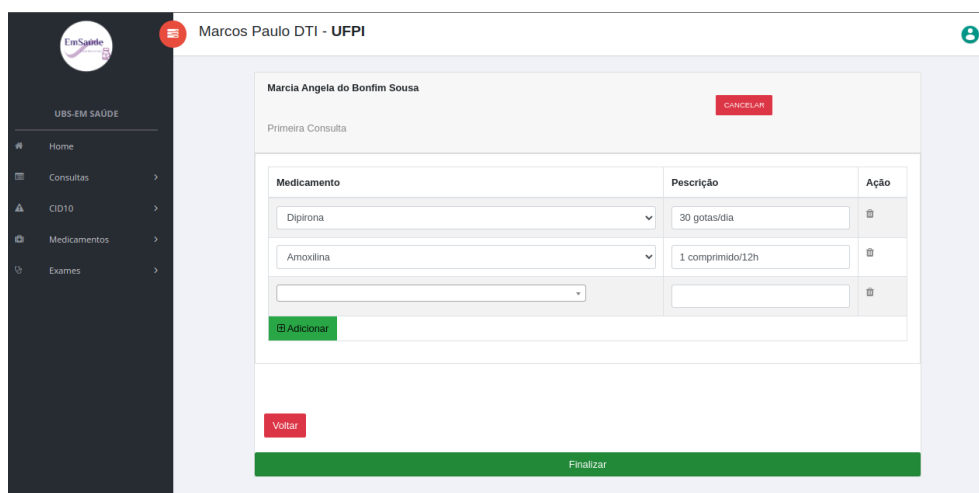 EmSaúde
Marcos Paulo DTI - UFPI
UBS-EM SAÚDE
Home
Consultas
CID10
Medicamentos
Exames
Marcia Angela do Bonfim Sousa
CANCELAR
Primeira Consulta
Medicamento Pescrição Ação
Dipirona 30 gotas/dia
Amoxilina 1 comprimido/12h
Adicionar
Voltar
Finalizar